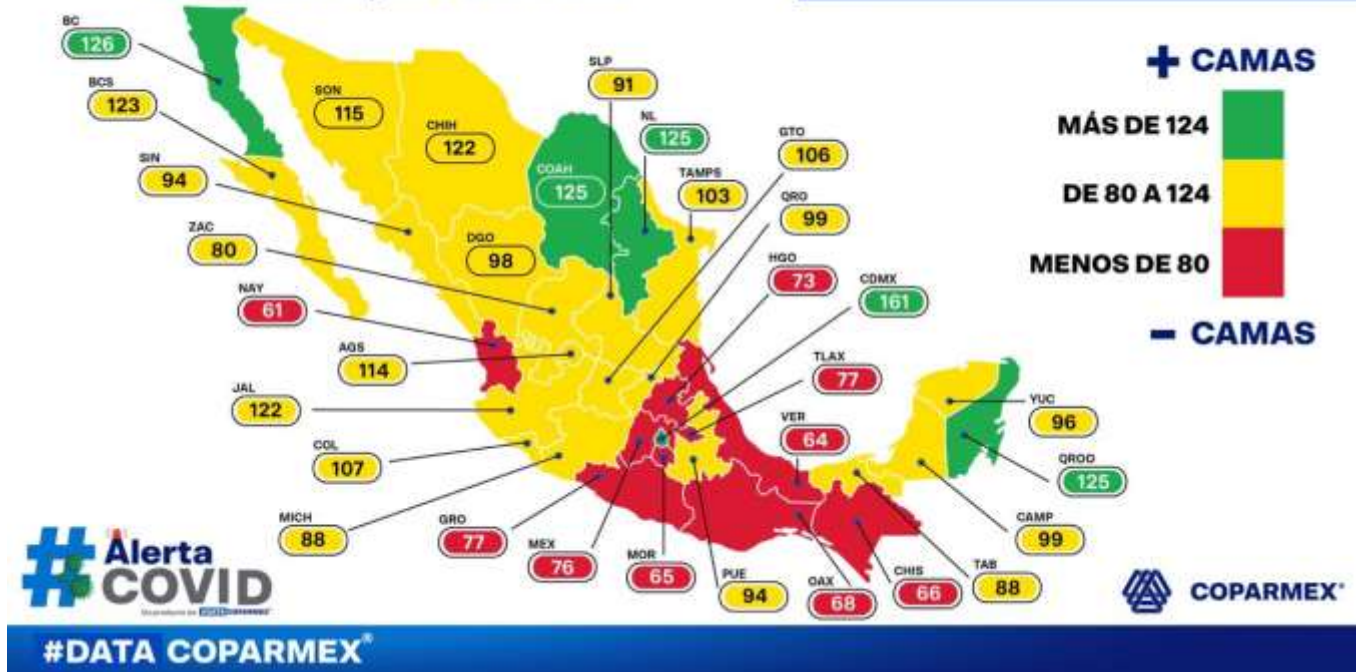 BC
126
BCS
123
SON
115
CHIH
122
SLP
91
NL
125
COAH
125
GTO
106
TAMPS
103
QRO
99
SIN
94
ZAC
80
DGO
98
HGO
73
CDMX
161
NAY
61
AGS
114
TLAX
77
JAL
122
VER
64
YUC
96
COL
107
QROO
125
MICH
88
GRO
77
MEX
76
MOR
65
PUE
94
OAX
68
CHIS
66
TAB
88
CAMP
99
+ CAMAS
MÁS DE 124
DE 80 A 124
MENOS DE 80
- CAMAS
# Alerta
COVID
COPARMEX®
#DATA COPARMEX®